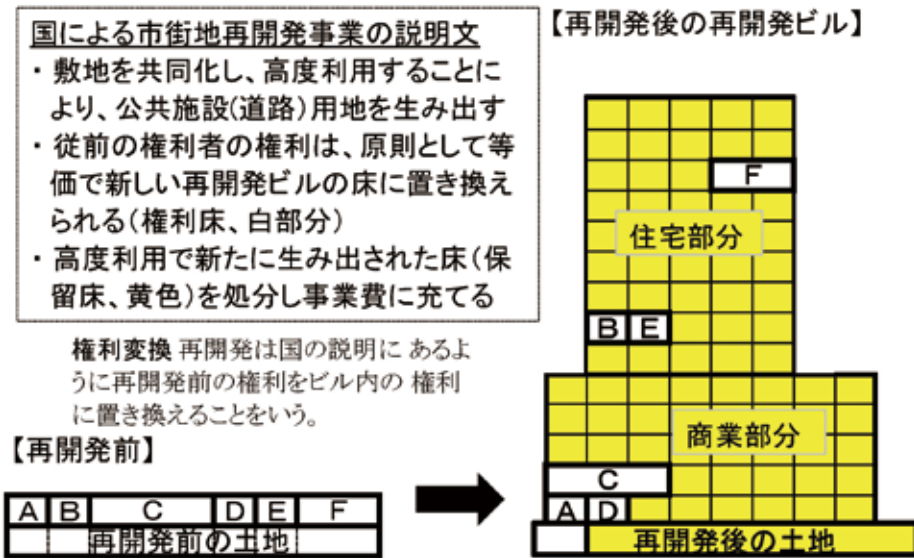 国による市街地再開発事業の説明文
・敷地を共同化し、高度利用することに
より、公共施設(道路)用地を生み出す
・従前の権利者の権利は、原則として等
価で新しい再開発ビルの床に置き換え
られる(権利床、白部分)
・高度利用で新たに生み出された床(保
留床、黄色)を処分し事業費に充てる
権利変換 再開発は国の説明に あるよ
うに再開発前の権利をビル内の 権利
に置き換えることをいう。
【再開発前】
A B C D E F
再開発前の土地
【再開発後の再開発ビル】
F
住宅部分
B E
商業部分
C
A D
再開発後の土地